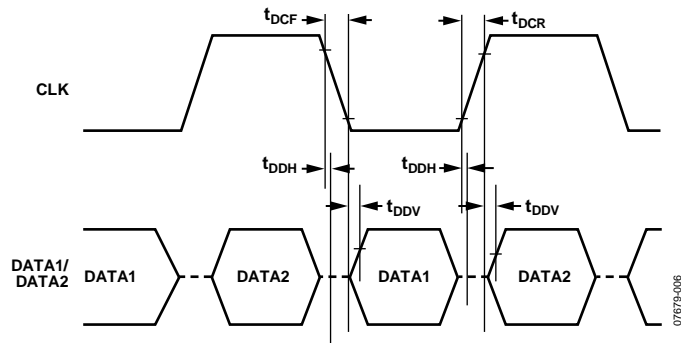 tDCF
tDCR
CLK
tDDH
tDDH
tDDV
tDDV
DATA1/
DATA2
DATA1
DATA2
DATA1
DATA2
07679-006